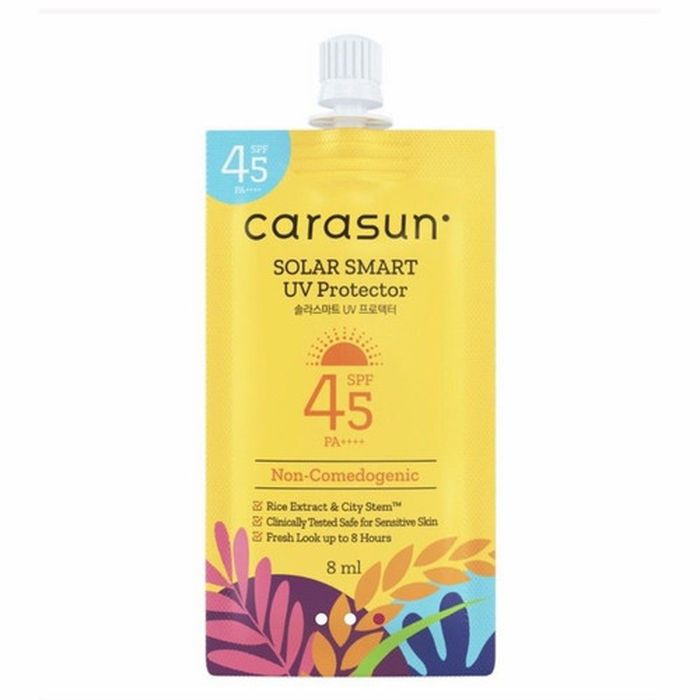 45 SPF
PA++++
carasun
SOLAR SMART
UV Protector
솔라스마트 UV 프로텍터
45 SPF
PA++++
Non-Comedogenic
Rice Extract & City Stem™
Clinically Tested Safe for Sensitive Skin
Fresh Look up to 8 Hours
8 ml